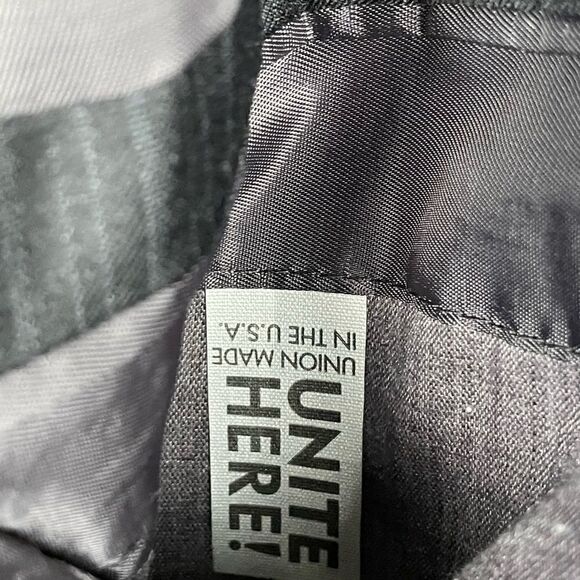 UNITE
HERE!
UNION MADE
IN THE U.S.A.